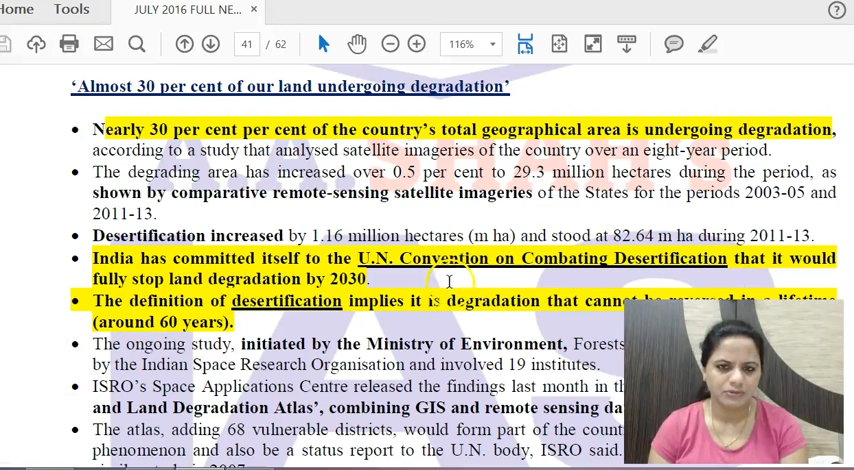 Home Tools
JULY 2016 FULL NE... ×
41 / 62 116%
‘Almost 30 per cent of our land undergoing degradation’
• Nearly 30 per cent per cent of the country’s total geographical area is undergoing degradation,
according to a study that analysed satellite imageries of the country over an eight-year period.
• The degrading area has increased over 0.5 per cent to 29.3 million hectares during the period, as
shown by comparative remote-sensing satellite imageries of the States for the periods 2003-05 and
2011-13.
• Desertification increased by 1.16 million hectares (m ha) and stood at 82.64 m ha during 2011-13.
• India has committed itself to the U.N. Convention on Combating Desertification that it would
fully stop land degradation by 2030.
• The definition of desertification implies it is degradation that cannot be reversed in a lifetime
(around 60 years).
• The ongoing study, initiated by the Ministry of Environment, Forests
by the Indian Space Research Organisation and involved 19 institutes.
• ISRO’s Space Applications Centre released the findings last month in
and Land Degradation Atlas’, combining GIS and remote sensing
• The atlas, adding 68 vulnerable districts, would form part of the
phenomenon and also be a status report to the U.N. body, ISRO said.
in 2007
A.A. SHAH'S
IAS